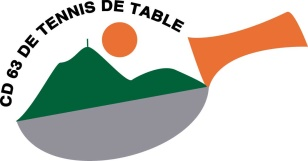 CD 63 DE TENNIS DE TABLE